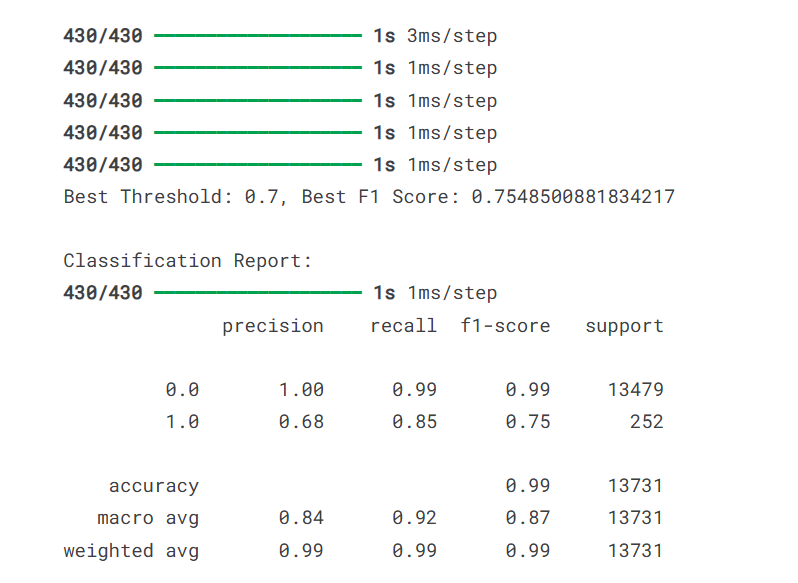 430/430 ━━━━━━━━━━━━━━━━━━━━ 1s 3ms/step
430/430 ━━━━━━━━━━━━━━━━━━━━ 1s 1ms/step
430/430 ━━━━━━━━━━━━━━━━━━━━ 1s 1ms/step
430/430 ━━━━━━━━━━━━━━━━━━━━ 1s 1ms/step
430/430 ━━━━━━━━━━━━━━━━━━━━ 1s 1ms/step
Best Threshold: 0.7, Best F1 Score: 0.7548500881834217
Classification Report:
430/430 ━━━━━━━━━━━━━━━━━━━━ 1s 1ms/step
precision recall f1-score support
0.0 1.00 0.99 0.99 13479
1.0 0.68 0.85 0.75 252
accuracy 0.99 13731
macro avg 0.84 0.92 0.87 13731
weighted avg 0.99 0.99 0.99 13731